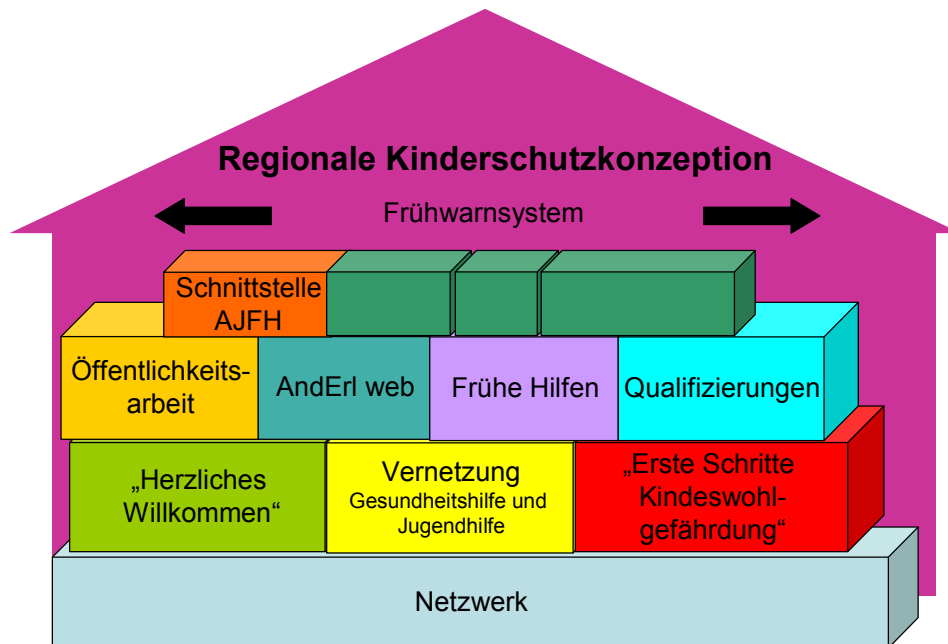 Regionale Kinderschutzkonzeption
Frühwarnsystem
Schnittstelle
AJFH
Öffentlichkeits-
arbeit
AndErl web
Frühe Hilfen
Qualifizierungen
„Herzliches
Willkommen“
Vernetzung
Gesundheitshilfe und
Jugendhilfe
„Erste Schritte
Kindeswohl-
gefährdung“
Netzwerk